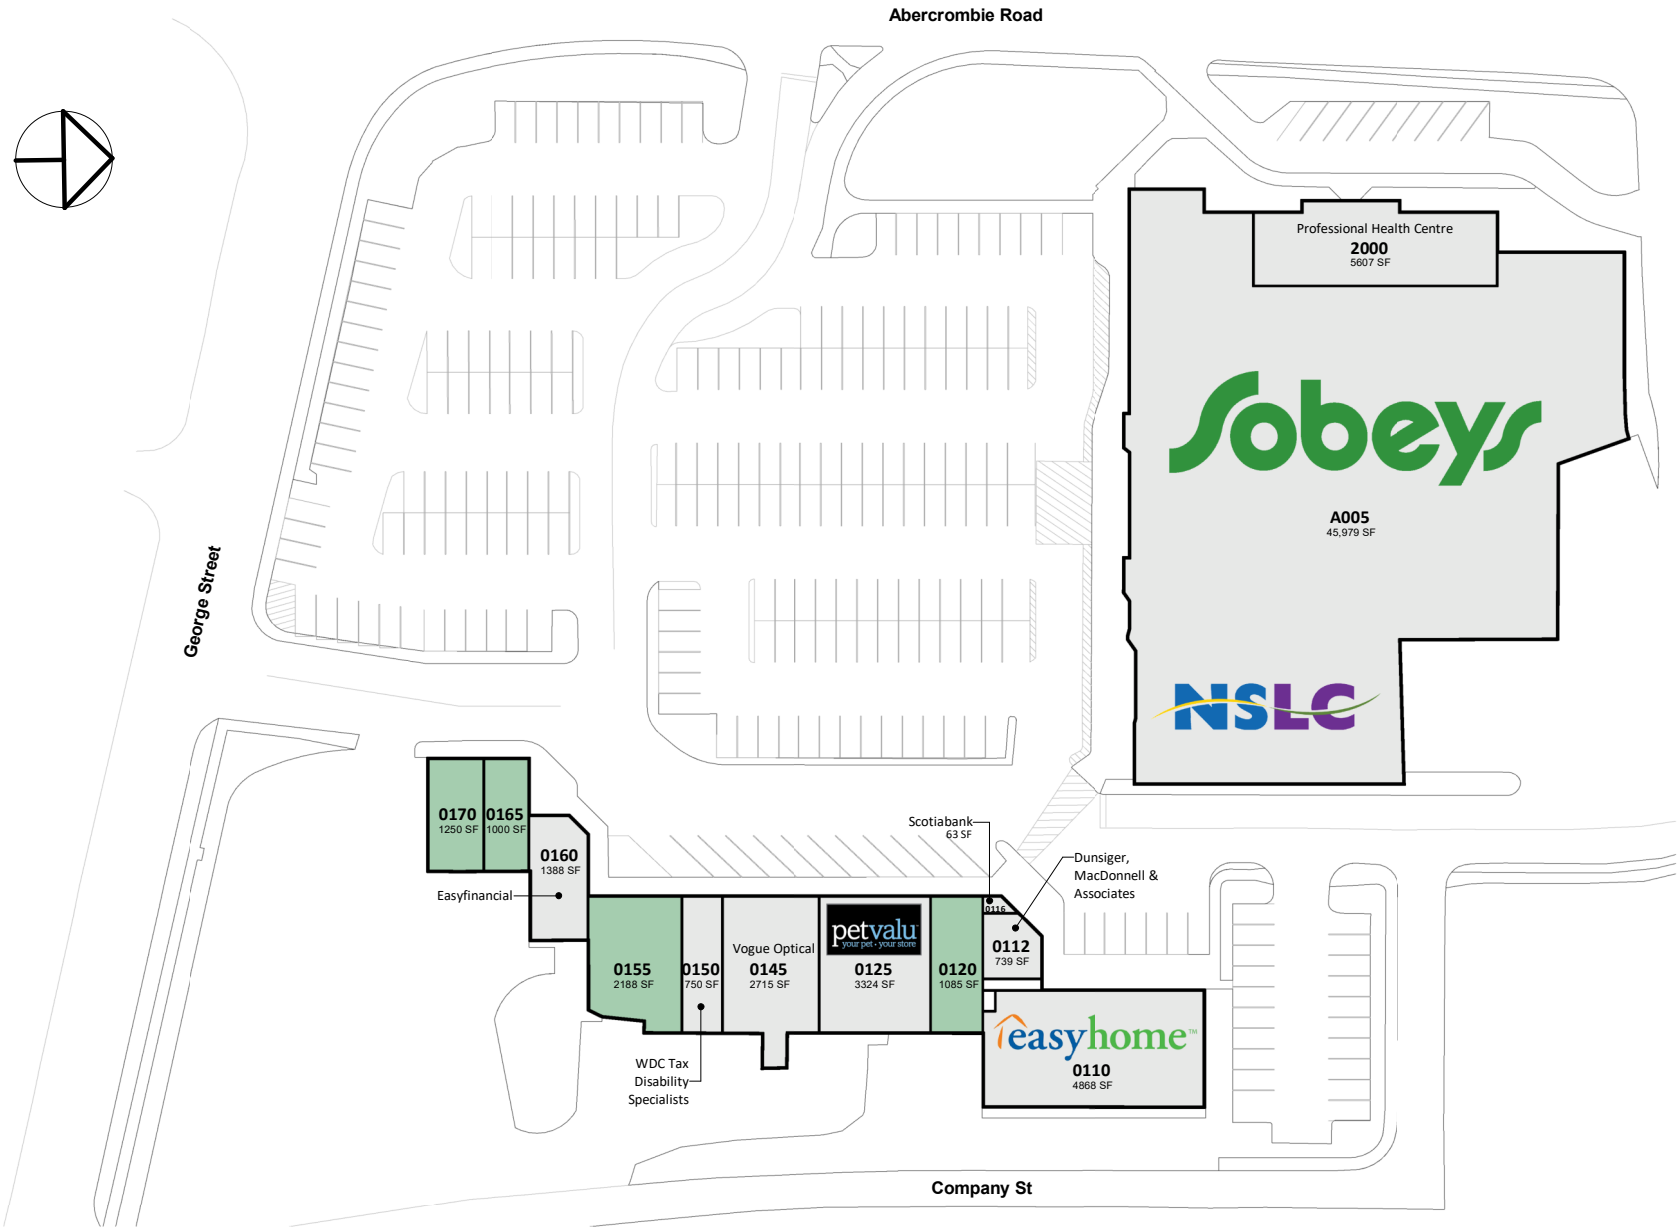 Abercrombie Road
Professional Health Centre
2000
5607 SF
Sobeys
A005
45,979 SF
George Street
NSLC
0170
1250 SF
0165
1000 SF
0160
1388 SF
Easyfinancial
Scotiabank
63 SF
0116
Dunsiger,
MacDonnell &
Associates
0112
739 SF
0155
2188 SF
0150
750 SF
Vogue Optical
0145
2715 SF
petvalu
your pet · your store
0125
3324 SF
0120
1085 SF
WDC Tax
Disability
Specialists
easyhome™
0110
4868 SF
Company St